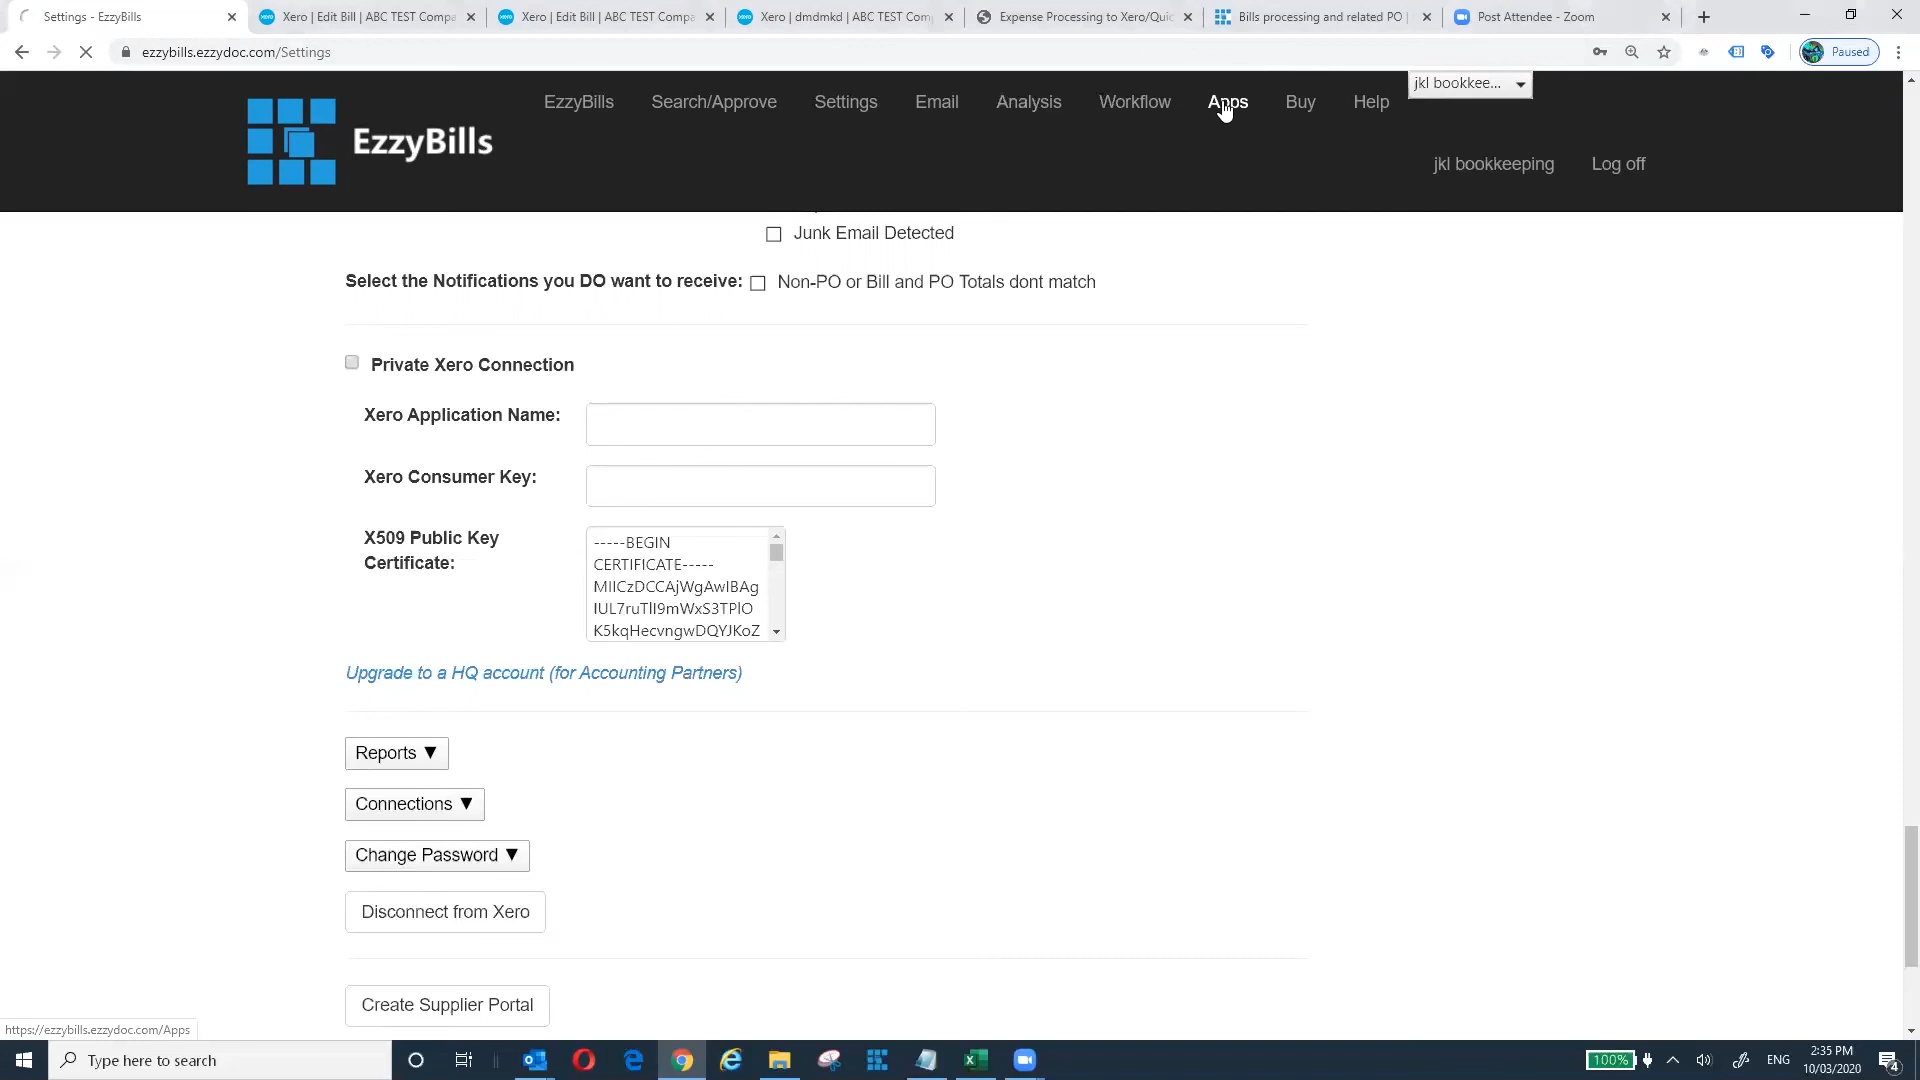 Settings - EzzyBills
Xero | Edit Bill | ABC TEST Compa
Xero | Edit Bill | ABC TEST Compa
Xero | dmdmkd | ABC TEST Com
Expense Processing to Xero/Quic
Bills processing and related PO |
Post Attendee - Zoom
ezzybills.ezzydoc.com/Settings
Paused
EzzyBills
EzzyBills
Search/Approve
Settings
Email
Analysis
Workflow
Apps
Buy
Help
jkl bookkee...
jkl bookkeeping
Log off
Junk Email Detected
Select the Notifications you DO want to receive:
Non-PO or Bill and PO Totals dont match
Private Xero Connection
Xero Application Name:
Xero Consumer Key:
X509 Public Key
Certificate:
-----BEGIN
CERTIFICATE-----
MIICzDCCAjWgAwIBAg
IUL7ruTlI9mWxS3TPlO
K5kqHecvngwDQYJKoZ
Upgrade to a HQ account (for Accounting Partners)
Reports ▼
Connections ▼
Change Password ▼
Disconnect from Xero
Create Supplier Portal
https://ezzybills.ezzydoc.com/Apps
Type here to search
100%
ENG
2:35 PM
10/03/2020
4